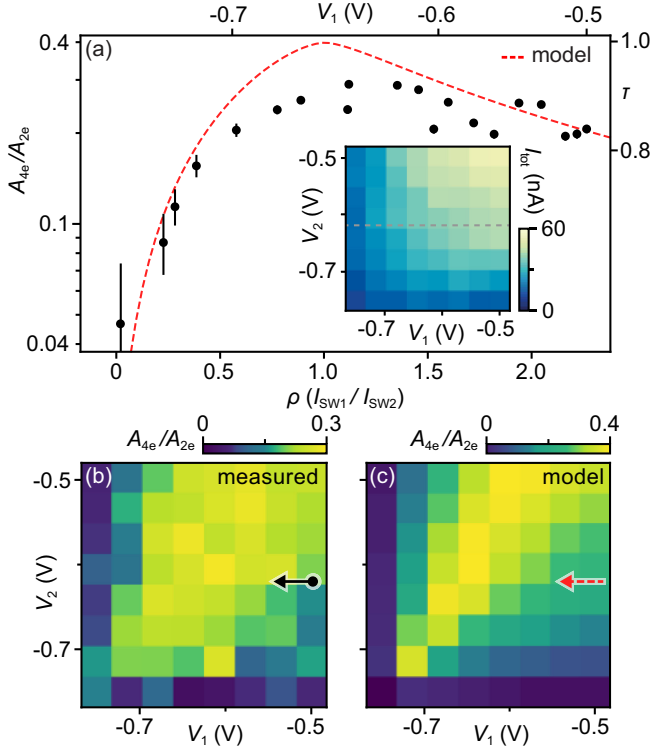 V₁ (V)
-0.7 -0.6 -0.5
(a)
model
A₄ₑ/A₂ₑ
0.4
0.1
0.04
1.0
τ
0.8
-0.5
-0.7
V₂ (V)
-0.7 -0.5
V₁ (V)
I_tot (nA)
60
0
0 0.5 1.0 1.5 2.0
ρ (I_SW1 / I_SW2)
A₄ₑ/A₂ₑ 0 0.3
A₄ₑ/A₂ₑ 0 0.4
(b) measured
(c) model
V₂ (V)
-0.5
-0.7
-0.7 V₁ (V) -0.5
-0.7 V₁ (V) -0.5